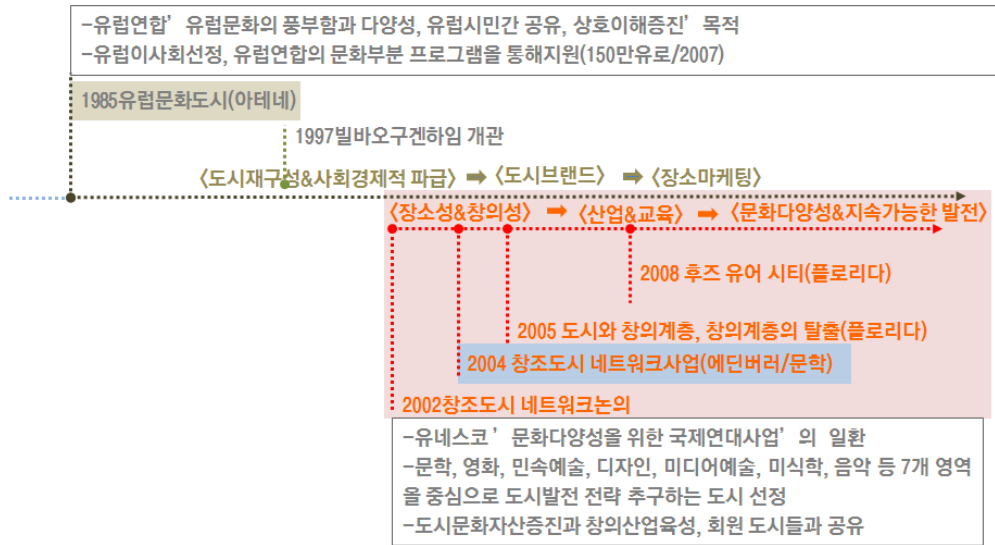 -유럽연합’ 유럽문화의 풍부함과 다양성, 유럽시민간 공유, 상호이해증진’ 목적
-유럽이사회선정, 유럽연합의 문화부분 프로그램올 통해지원(150만유로/2007)
1985유럽문화도시(아테네)
1997빌바오구겐하임 개관
〈도시재구성&사회경제적 파급〉 ➡ 〈도시브랜드〉 ➡ 〈장소마케팅〉
〈장소성&창의성〉 ➡ 〈산업&교육〉 ➡ 〈문화다양성&지속가능한 발전〉
2008 후즈 유어 시티(플로리다)
2005 도시와 창의계층, 창의계층의 탈출(플로리다)
2004 창조도시 네트워크사업(에딘버러/문학)
2002창조도시 네트워크논의
-유네스코 ’ 문화다양성을 위한 국제연대사업’ 의 일환
-문학, 영화, 민속예술, 디자인, 미디어예술, 미식학, 음악 등 7개 영역
올 중심으로 도시발전 전략 추구하는 도시 선정
-도시문화자산증진과 창의산업육성, 회원 도시들과 공유